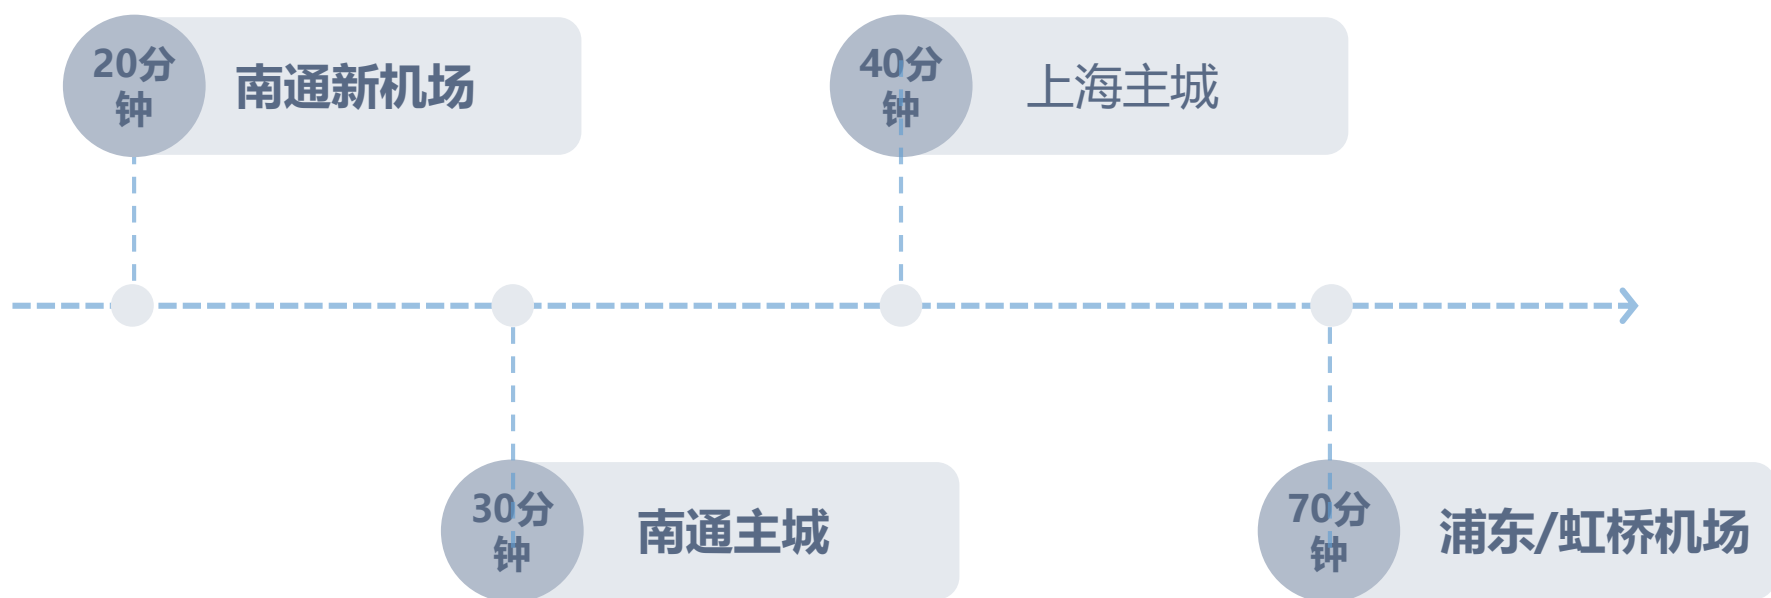 20分
钟
南通新机场
40分
钟
上海主城
30分
钟
南通主城
70分
钟
浦东/虹桥机场